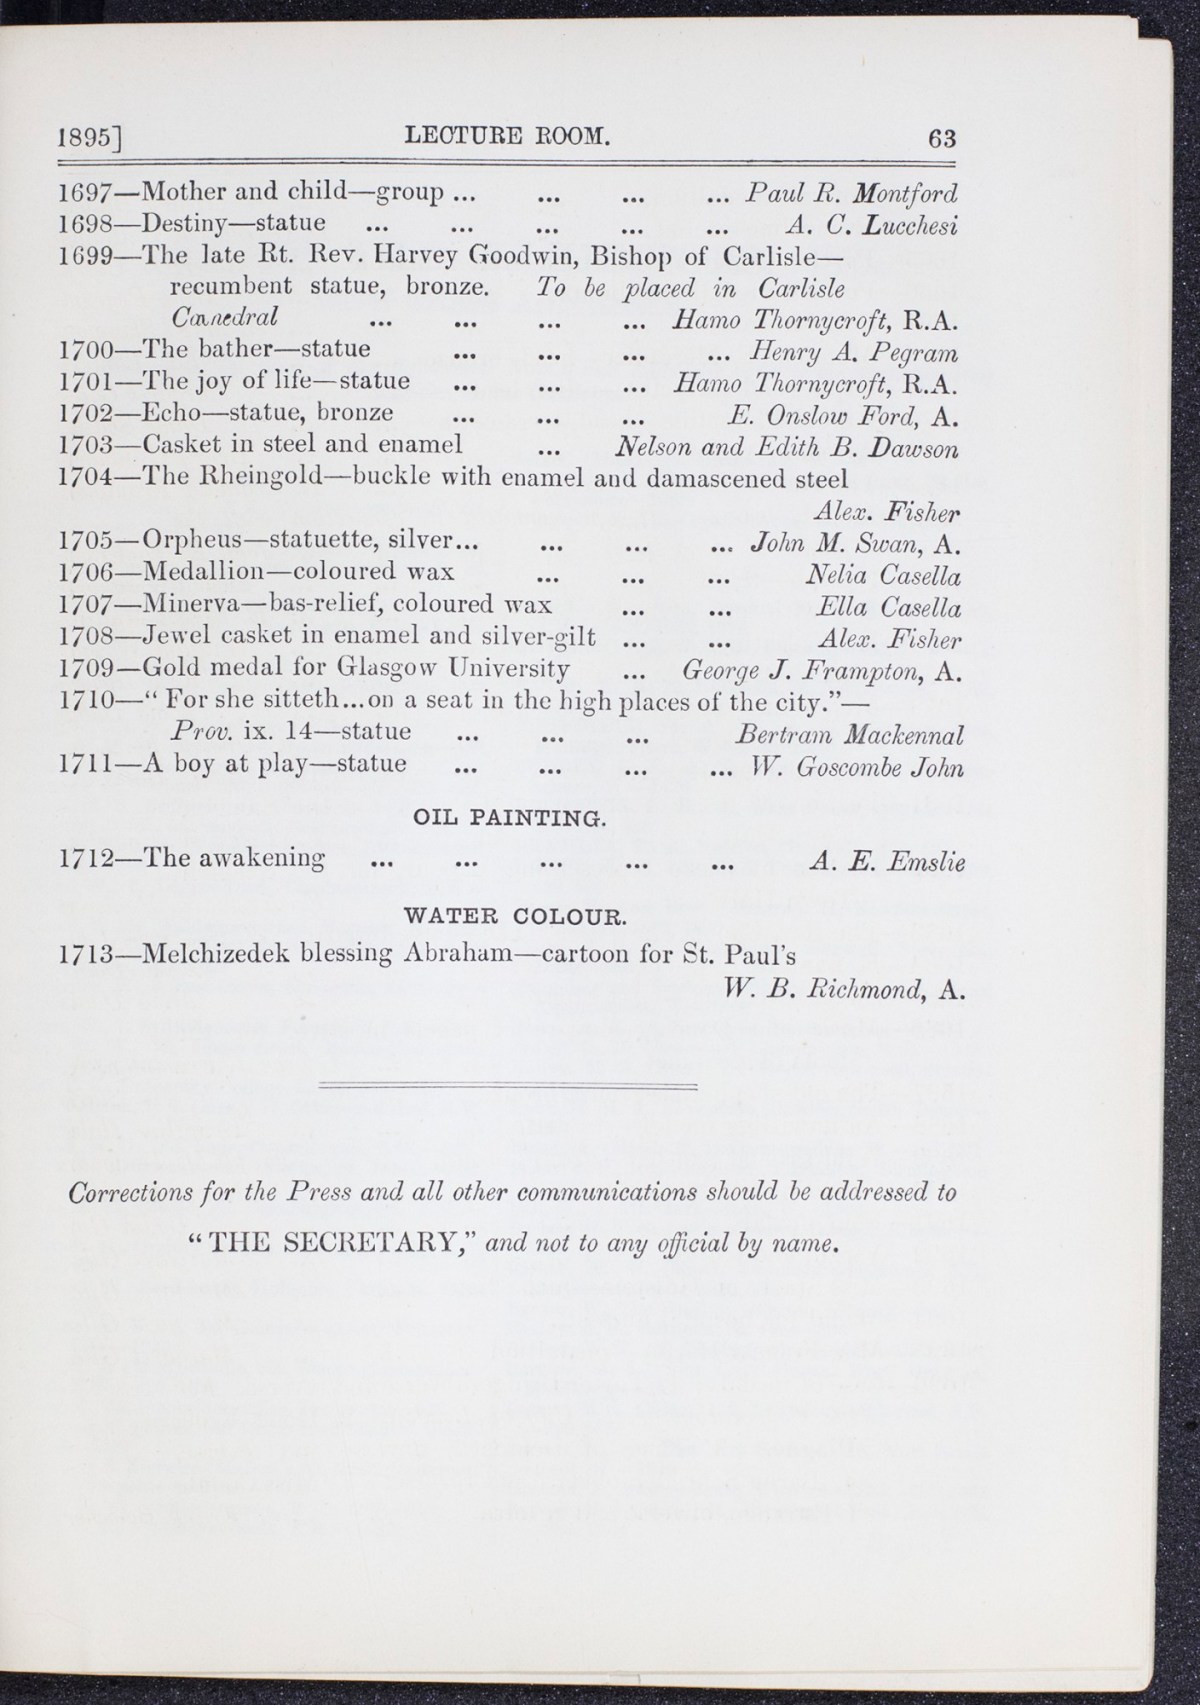 1895] LECTURE ROOM. 63
1697—Mother and child—group ... ... ... ... Paul R. Montford
1698—Destiny—statue ... ... ... ... ... A. C. Lucchesi
1699—The late Rt. Rev. Harvey Goodwin, Bishop of Carlisle—
recumbent statue, bronze. To be placed in Carlisle
Cathedral ... ... ... ... Hamo Thornycroft, R.A.
1700—The bather—statue ... ... ... ... Henry A. Pegram
1701—The joy of life—statue ... ... ... Hamo Thornycroft, R.A.
1702—Echo—statue, bronze ... ... ... E. Onslow Ford, A.
1703—Casket in steel and enamel ... Nelson and Edith B. Dawson
1704—The Rheingold—buckle with enamel and damascened steel
Alex. Fisher
1705—Orpheus—statuette, silver... ... ... ... John M. Swan, A.
1706—Medallion—coloured wax ... ... ... Nelia Casella
1707—Minerva—bas-relief, coloured wax ... ... Ella Casella
1708—Jewel casket in enamel and silver-gilt ... ... Alex. Fisher
1709—Gold medal for Glasgow University ... George J. Frampton, A.
1710—“ For she sitteth...on a seat in the high places of the city.”—
Prov. ix. 14—statue ... ... ... Bertram Mackennal
1711—A boy at play—statue ... ... ... ... W. Goscombe John
OIL PAINTING.
1712—The awakening ... ... ... ... ... A. E. Emslie
WATER COLOUR.
1713—Melchizedek blessing Abraham—cartoon for St. Paul’s
W. B. Richmond, A.
Corrections for the Press and all other communications should be addressed to
“ THE SECRETARY,” and not to any official by name.